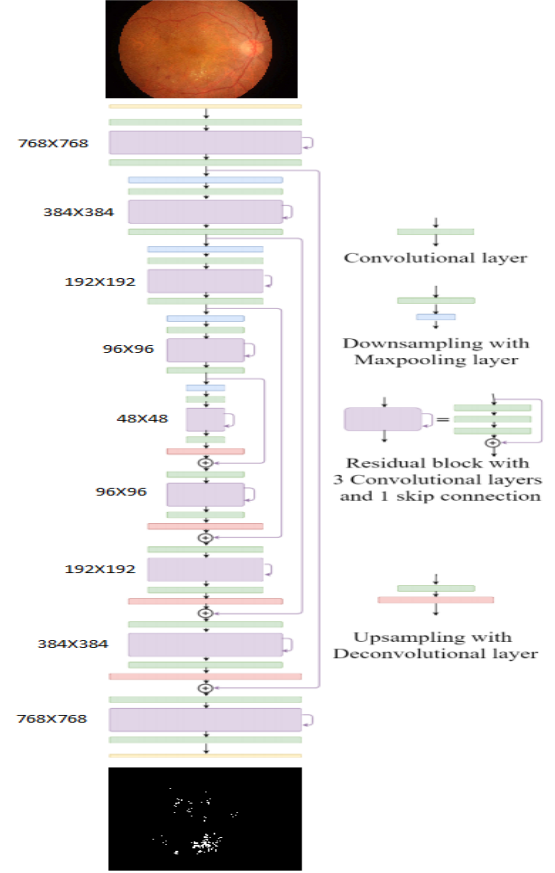 768X768
384X384
192X192
96X96
48X48
96X96
192X192
384X384
768X768
Convolutional layer
Downsampling with
Maxpooling layer
=
Residual block with
3 Convolutional layers
and 1 skip connection
Upsampling with
Deconvolutional layer